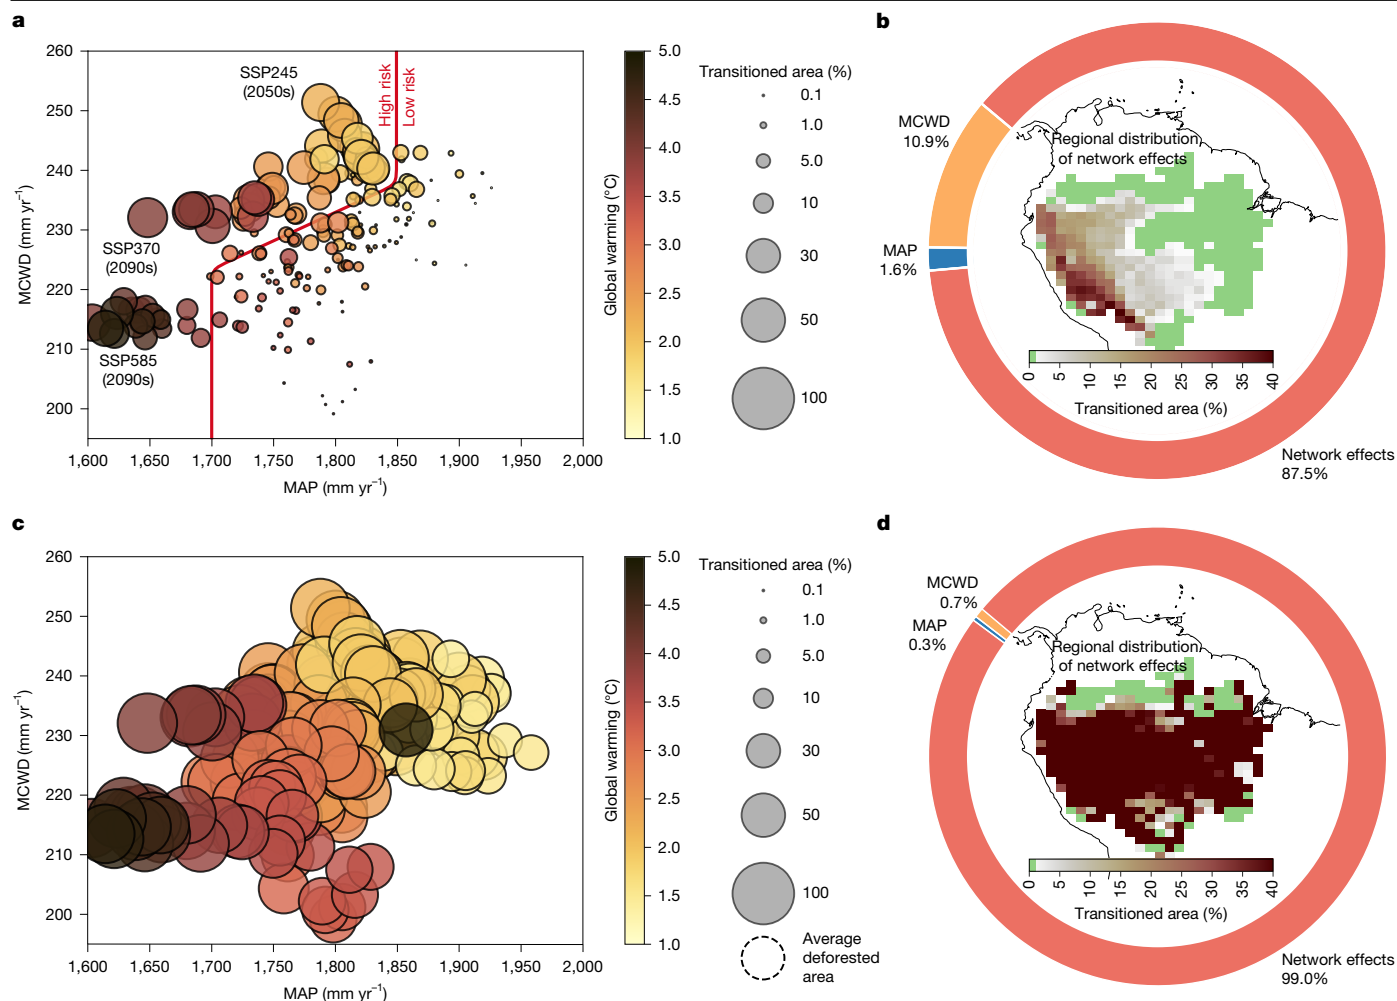 a
260
250
240
230
220
210
200
MCWD (mm yr⁻¹)
1,600
1,650
1,700
1,750
1,800
1,850
1,900
1,950
2,000
MAP (mm yr⁻¹)
SSP245
(2050s)
SSP370
(2090s)
SSP585
(2090s)
High risk
Low risk
5.0
4.5
4.0
3.5
3.0
2.5
2.0
1.5
1.0
Global warming (°C)
Transitioned area (%)
0.1
1.0
5.0
10
30
50
100
b
MCWD
10.9%
MAP
1.6%
Regional distribution
of network effects
0
5
10
15
20
25
30
35
40
Transitioned area (%)
Network effects
87.5%
c
260
250
240
230
220
210
200
MCWD (mm yr⁻¹)
1,600
1,650
1,700
1,750
1,800
1,850
1,900
1,950
2,000
MAP (mm yr⁻¹)
5.0
4.5
4.0
3.5
3.0
2.5
2.0
1.5
1.0
Global warming (°C)
Transitioned area (%)
0.1
1.0
5.0
10
30
50
100
Average
deforested
area
d
MCWD
0.7%
MAP
0.3%
Regional distribution
of network effects
0
5
10
15
20
25
30
35
40
Transitioned area (%)
Network effects
99.0%